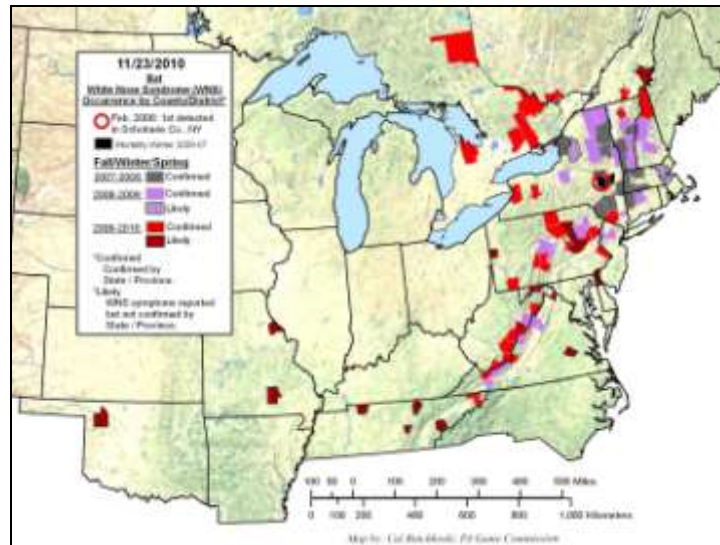 11/23/2010
Bat
White Nose Syndrome (WNS)
Occurrence by County/District*
Feb. 2006: 1st detected
in Schoharie Co., NY
Fall/Winter/Spring
2007-2008: Confirmed
2008-2009: Confirmed
Likely
2009-2010: Confirmed
Likely
Confirmed
Confirmed by
State / Province.
Likely
WNS symptoms reported
but not confirmed by
State / Province.
100 50 0 100 200 300 400 500 Miles
0 100 200 400 600 800 1,000 Kilometers
Map by: Cal Butchkoski, PA Game Commission